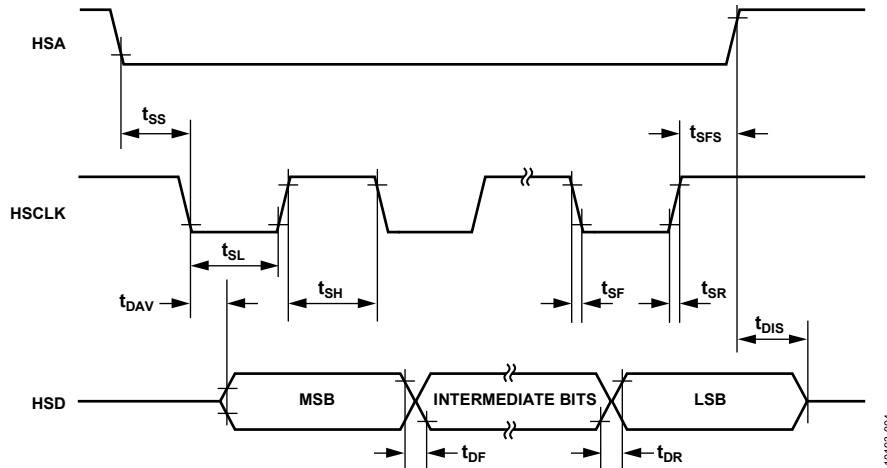 HSA
tSS
tSFS
HSCLK
tSL
tSH
tSF
tSR
tDAV
tDIS
HSD
MSB
INTERMEDIATE BITS
LSB
tDF
tDR